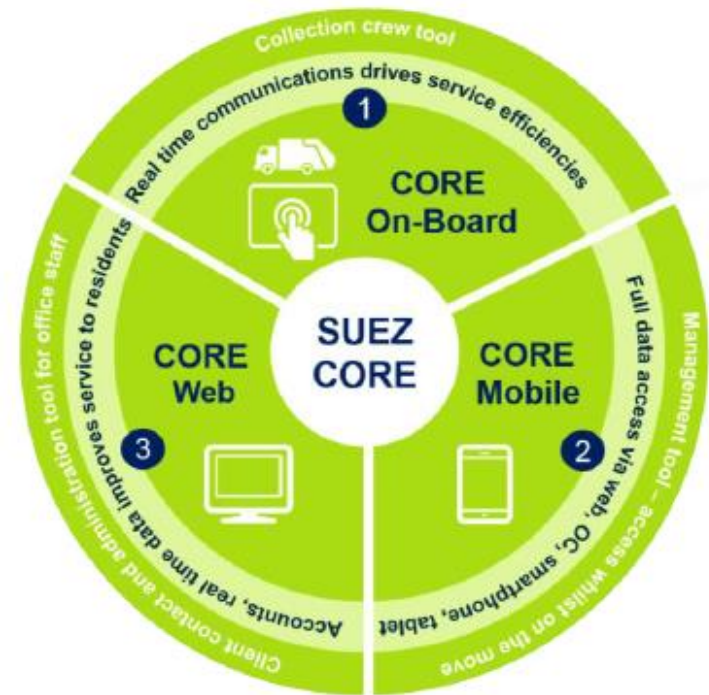 Collection crew tool
Real time communications drives service efficiencies
1
CORE
On-Board
SUEZ
CORE
CORE
Mobile
2
Full data access via web, OC, smartphone, tablet
Management tool – access whilst on the move
CORE
Web
3
Accounts, real time data improves service to residents
Client contact and administration tool for office staff